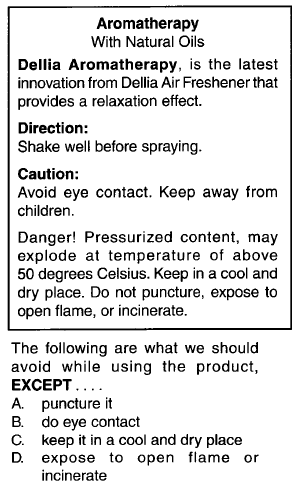 Aromatherapy
With Natural Oils
Dellia Aromatherapy, is the latest
innovation from Dellia Air Freshener that
provides a relaxation effect.
Direction:
Shake well before spraying.
Caution:
Avoid eye contact. Keep away from
children.
Danger! Pressurized content, may
explode at temperature of above
50 degrees Celsius. Keep in a cool and
dry place. Do not puncture, expose to
open flame, or incinerate.
The following are what we should
avoid while using the product,
EXCEPT ....
A. puncture it
B. do eye contact
C. keep it in a cool and dry place
D. expose to open flame or
incinerate